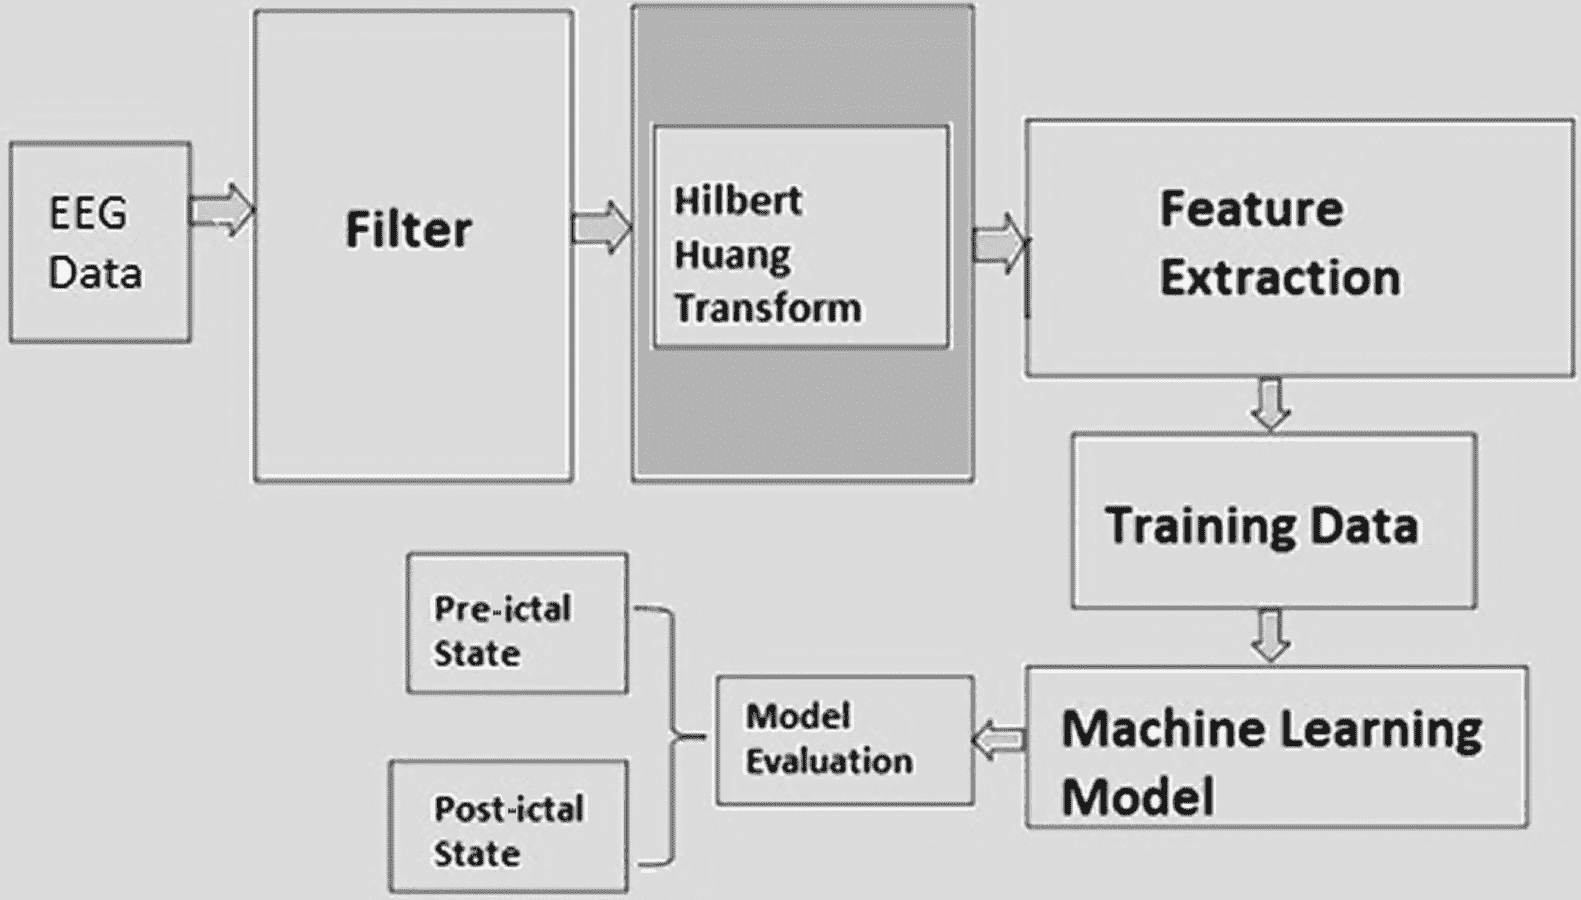 EEG
Data
Filter
Hilbert
Huang
Transform
Feature
Extraction
Training Data
Machine Learning
Model
Model
Evaluation
Pre-ictal
State
Post-ictal
State